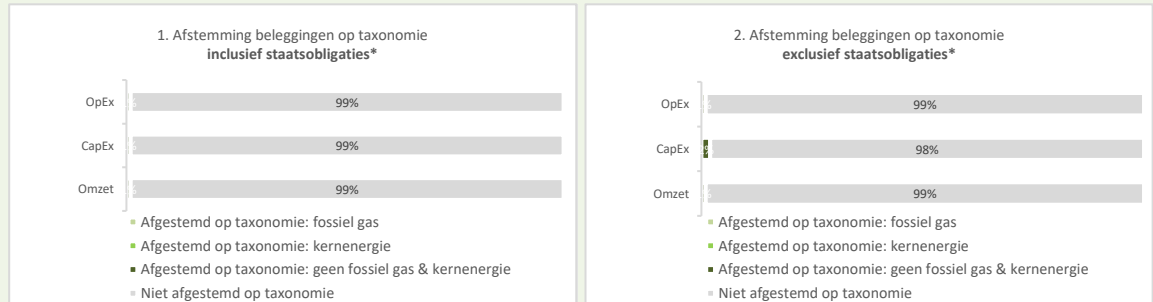 1. Afstemming beleggingen op taxonomie
inclusief staatsobligaties*
OpEx
99%
CapEx
99%
Omzet
99%
Afgestemd op taxonomie: fossiel gas
Afgestemd op taxonomie: kernenergie
Afgestemd op taxonomie: geen fossiel gas & kernenergie
Niet afgestemd op taxonomie
2. Afstemming beleggingen op taxonomie
exclusief staatsobligaties*
OpEx
99%
CapEx
98%
Omzet
99%
Afgestemd op taxonomie: fossiel gas
Afgestemd op taxonomie: kernenergie
Afgestemd op taxonomie: geen fossiel gas & kernenergie
Niet afgestemd op taxonomie